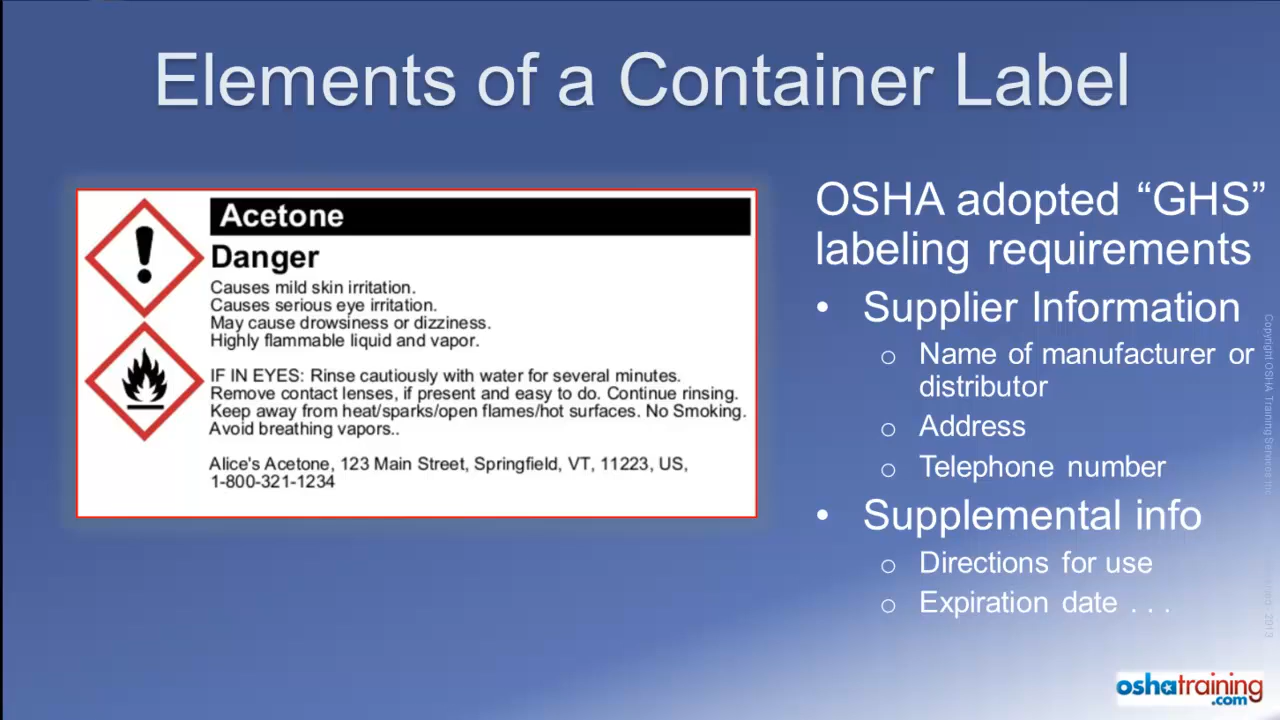 Elements of a Container Label
Acetone
Danger
Causes mild skin irritation.
Causes serious eye irritation.
May cause drowsiness or dizziness.
Highly flammable liquid and vapor.
IF IN EYES: Rinse cautiously with water for several minutes.
Remove contact lenses, if present and easy to do. Continue rinsing.
Keep away from heat/sparks/open flames/hot surfaces. No Smoking.
Avoid breathing vapors..
Alice's Acetone, 123 Main Street, Springfield, VT, 11223, US,
1-800-321-1234
OSHA adopted “GHS”
labeling requirements
• Supplier Information
o Name of manufacturer or
distributor
o Address
o Telephone number
• Supplemental info
o Directions for use
o Expiration date . . .
Copyright OSHA Training Services Inc
oshatraining
.com